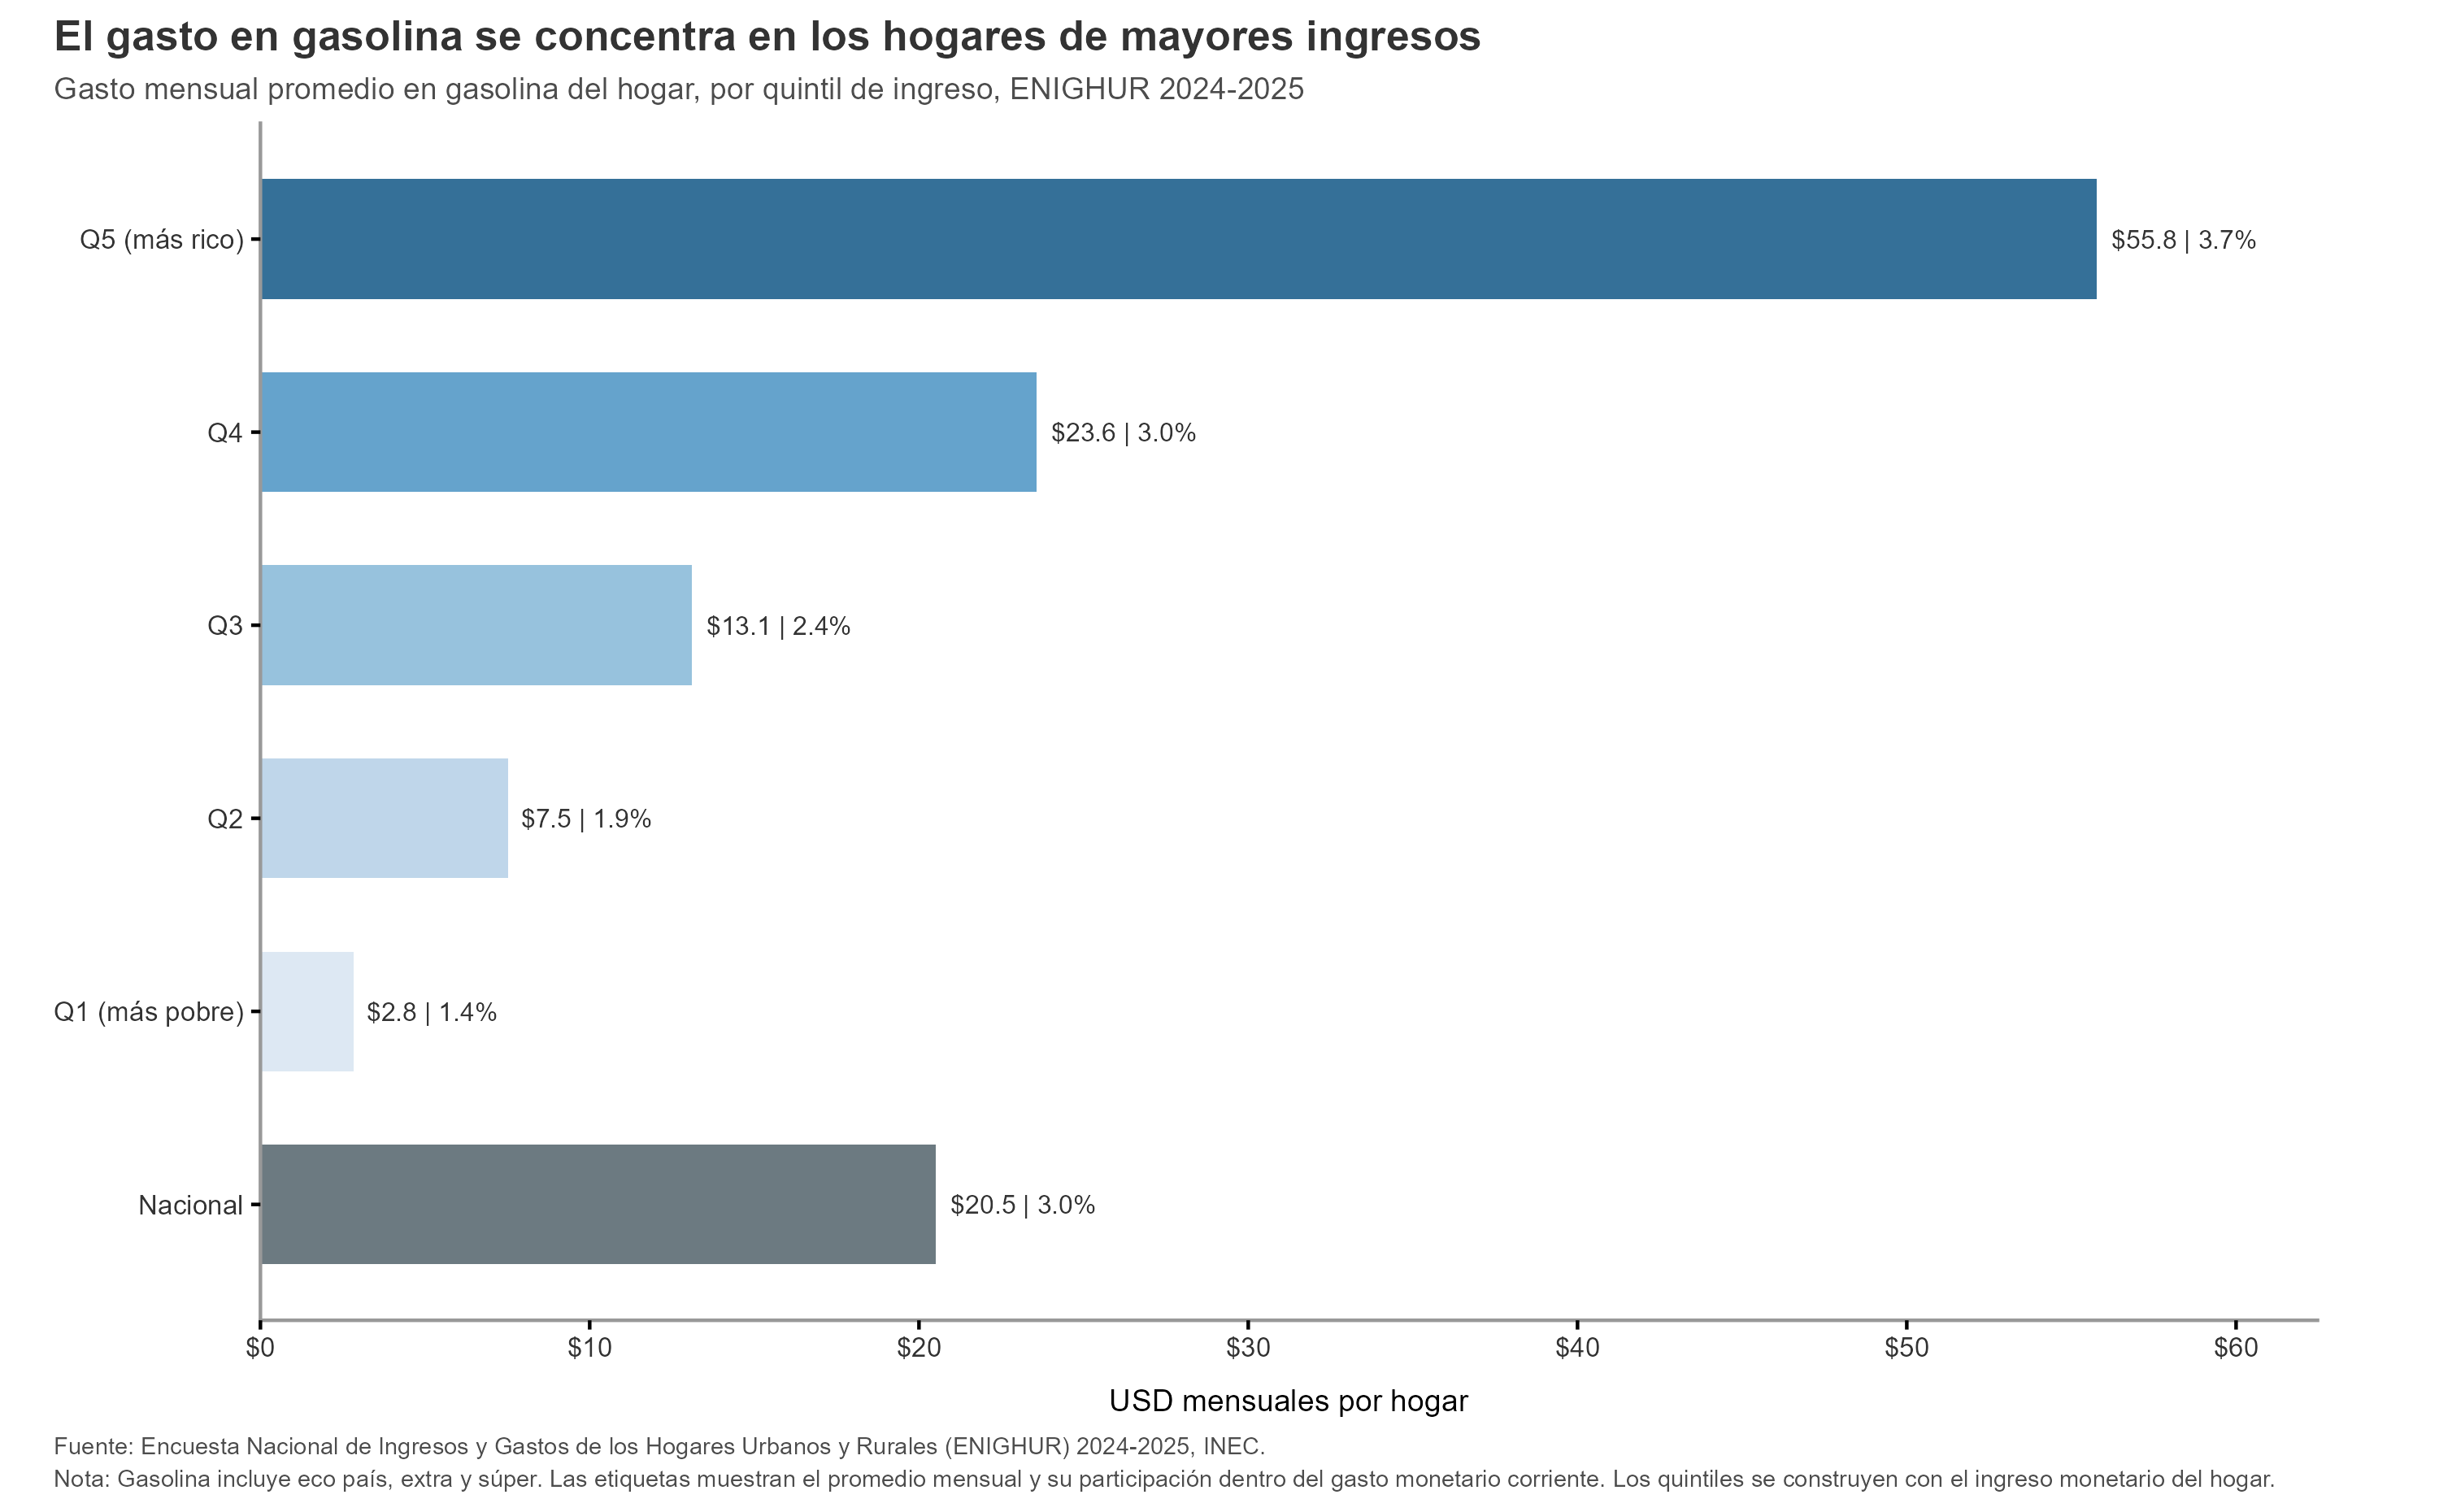 El gasto en gasolina se concentra en los hogares de mayores ingresos
Gasto mensual promedio en gasolina del hogar, por quintil de ingreso, ENIGHUR 2024-2025
Q5 (más rico)
$55.8 | 3.7%
Q4
$23.6 | 3.0%
Q3
$13.1 | 2.4%
Q2
$7.5 | 1.9%
Q1 (más pobre)
$2.8 | 1.4%
Nacional
$20.5 | 3.0%
$0 $10 $20 $30 $40 $50 $60
USD mensuales por hogar
Fuente: Encuesta Nacional de Ingresos y Gastos de los Hogares Urbanos y Rurales (ENIGHUR) 2024-2025, INEC.
Nota: Gasolina incluye eco país, extra y súper. Las etiquetas muestran el promedio mensual y su participación dentro del gasto monetario corriente. Los quintiles se construyen con el ingreso monetario del hogar.